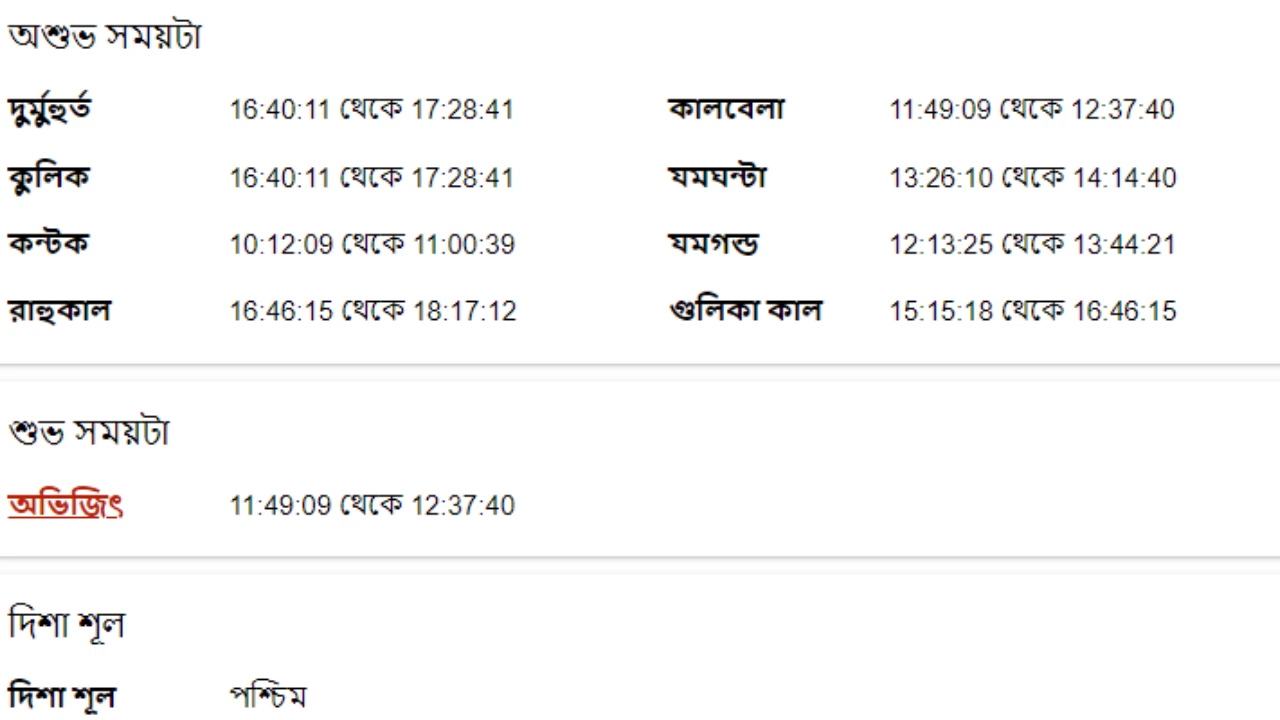 অশুভ সময়টা
দুর্মুহুর্ত 16:40:11 থেকে 17:28:41 কালবেলা 11:49:09 থেকে 12:37:40
কুলিক 16:40:11 থেকে 17:28:41 যমঘন্টা 13:26:10 থেকে 14:14:40
কন্টক 10:12:09 থেকে 11:00:39 যমগন্ড 12:13:25 থেকে 13:44:21
রাহুকাল 16:46:15 থেকে 18:17:12 গুলিকা কাল 15:15:18 থেকে 16:46:15
শুভ সময়টা
অভিজিৎ 11:49:09 থেকে 12:37:40
দিশা শূল
দিশা শূল পশ্চিম